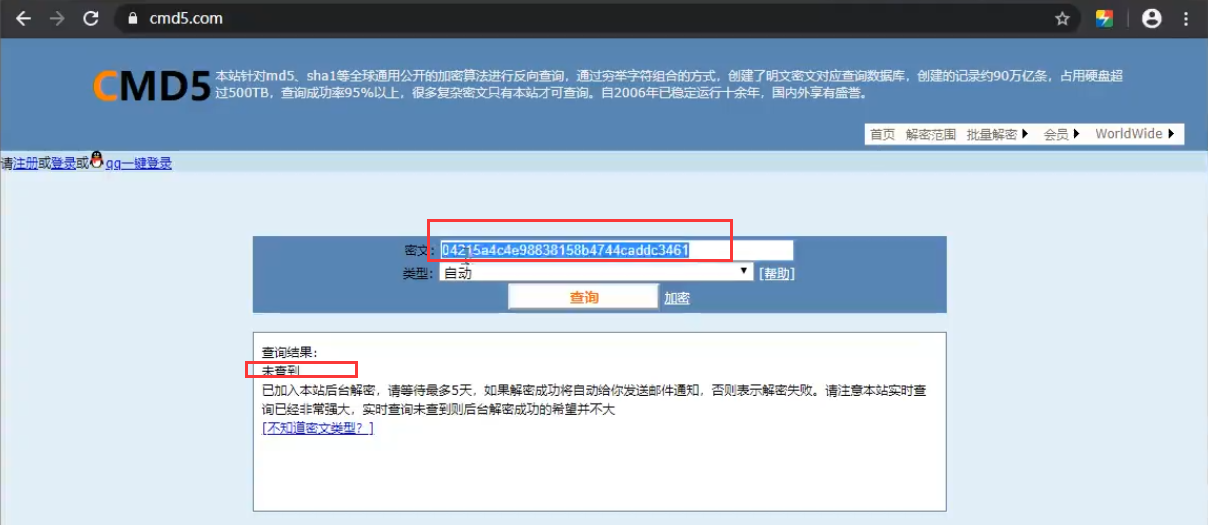 cmd5.com
CMD5
本站针对md5、sha1等全球通用公开的加密算法进行反向查询，通过穷举字符组合的方式，创建了明文密文对应查询数据库，创建的记录约90万亿条，占用硬盘超
过500TB，查询成功率95%以上，很多复杂密文只有本站才可查询。自2006年已稳定运行十余年，国内外享有盛誉。
首页 解密范围 批量解密 会员 WorldWide
请注册或登录或qq一键登录
密文: 04215a4c4e98838158b4744caddc3461
类型: 自动 [帮助]
查询 加密
查询结果：
未查到
已加入本站后台解密，请等待最多5天，如果解密成功将自动给你发送邮件通知，否则表示解密失败。请注意本站实时查
询已经非常强大，实时查询未查到则后台解密成功的希望并不大
[不知道密文类型？]